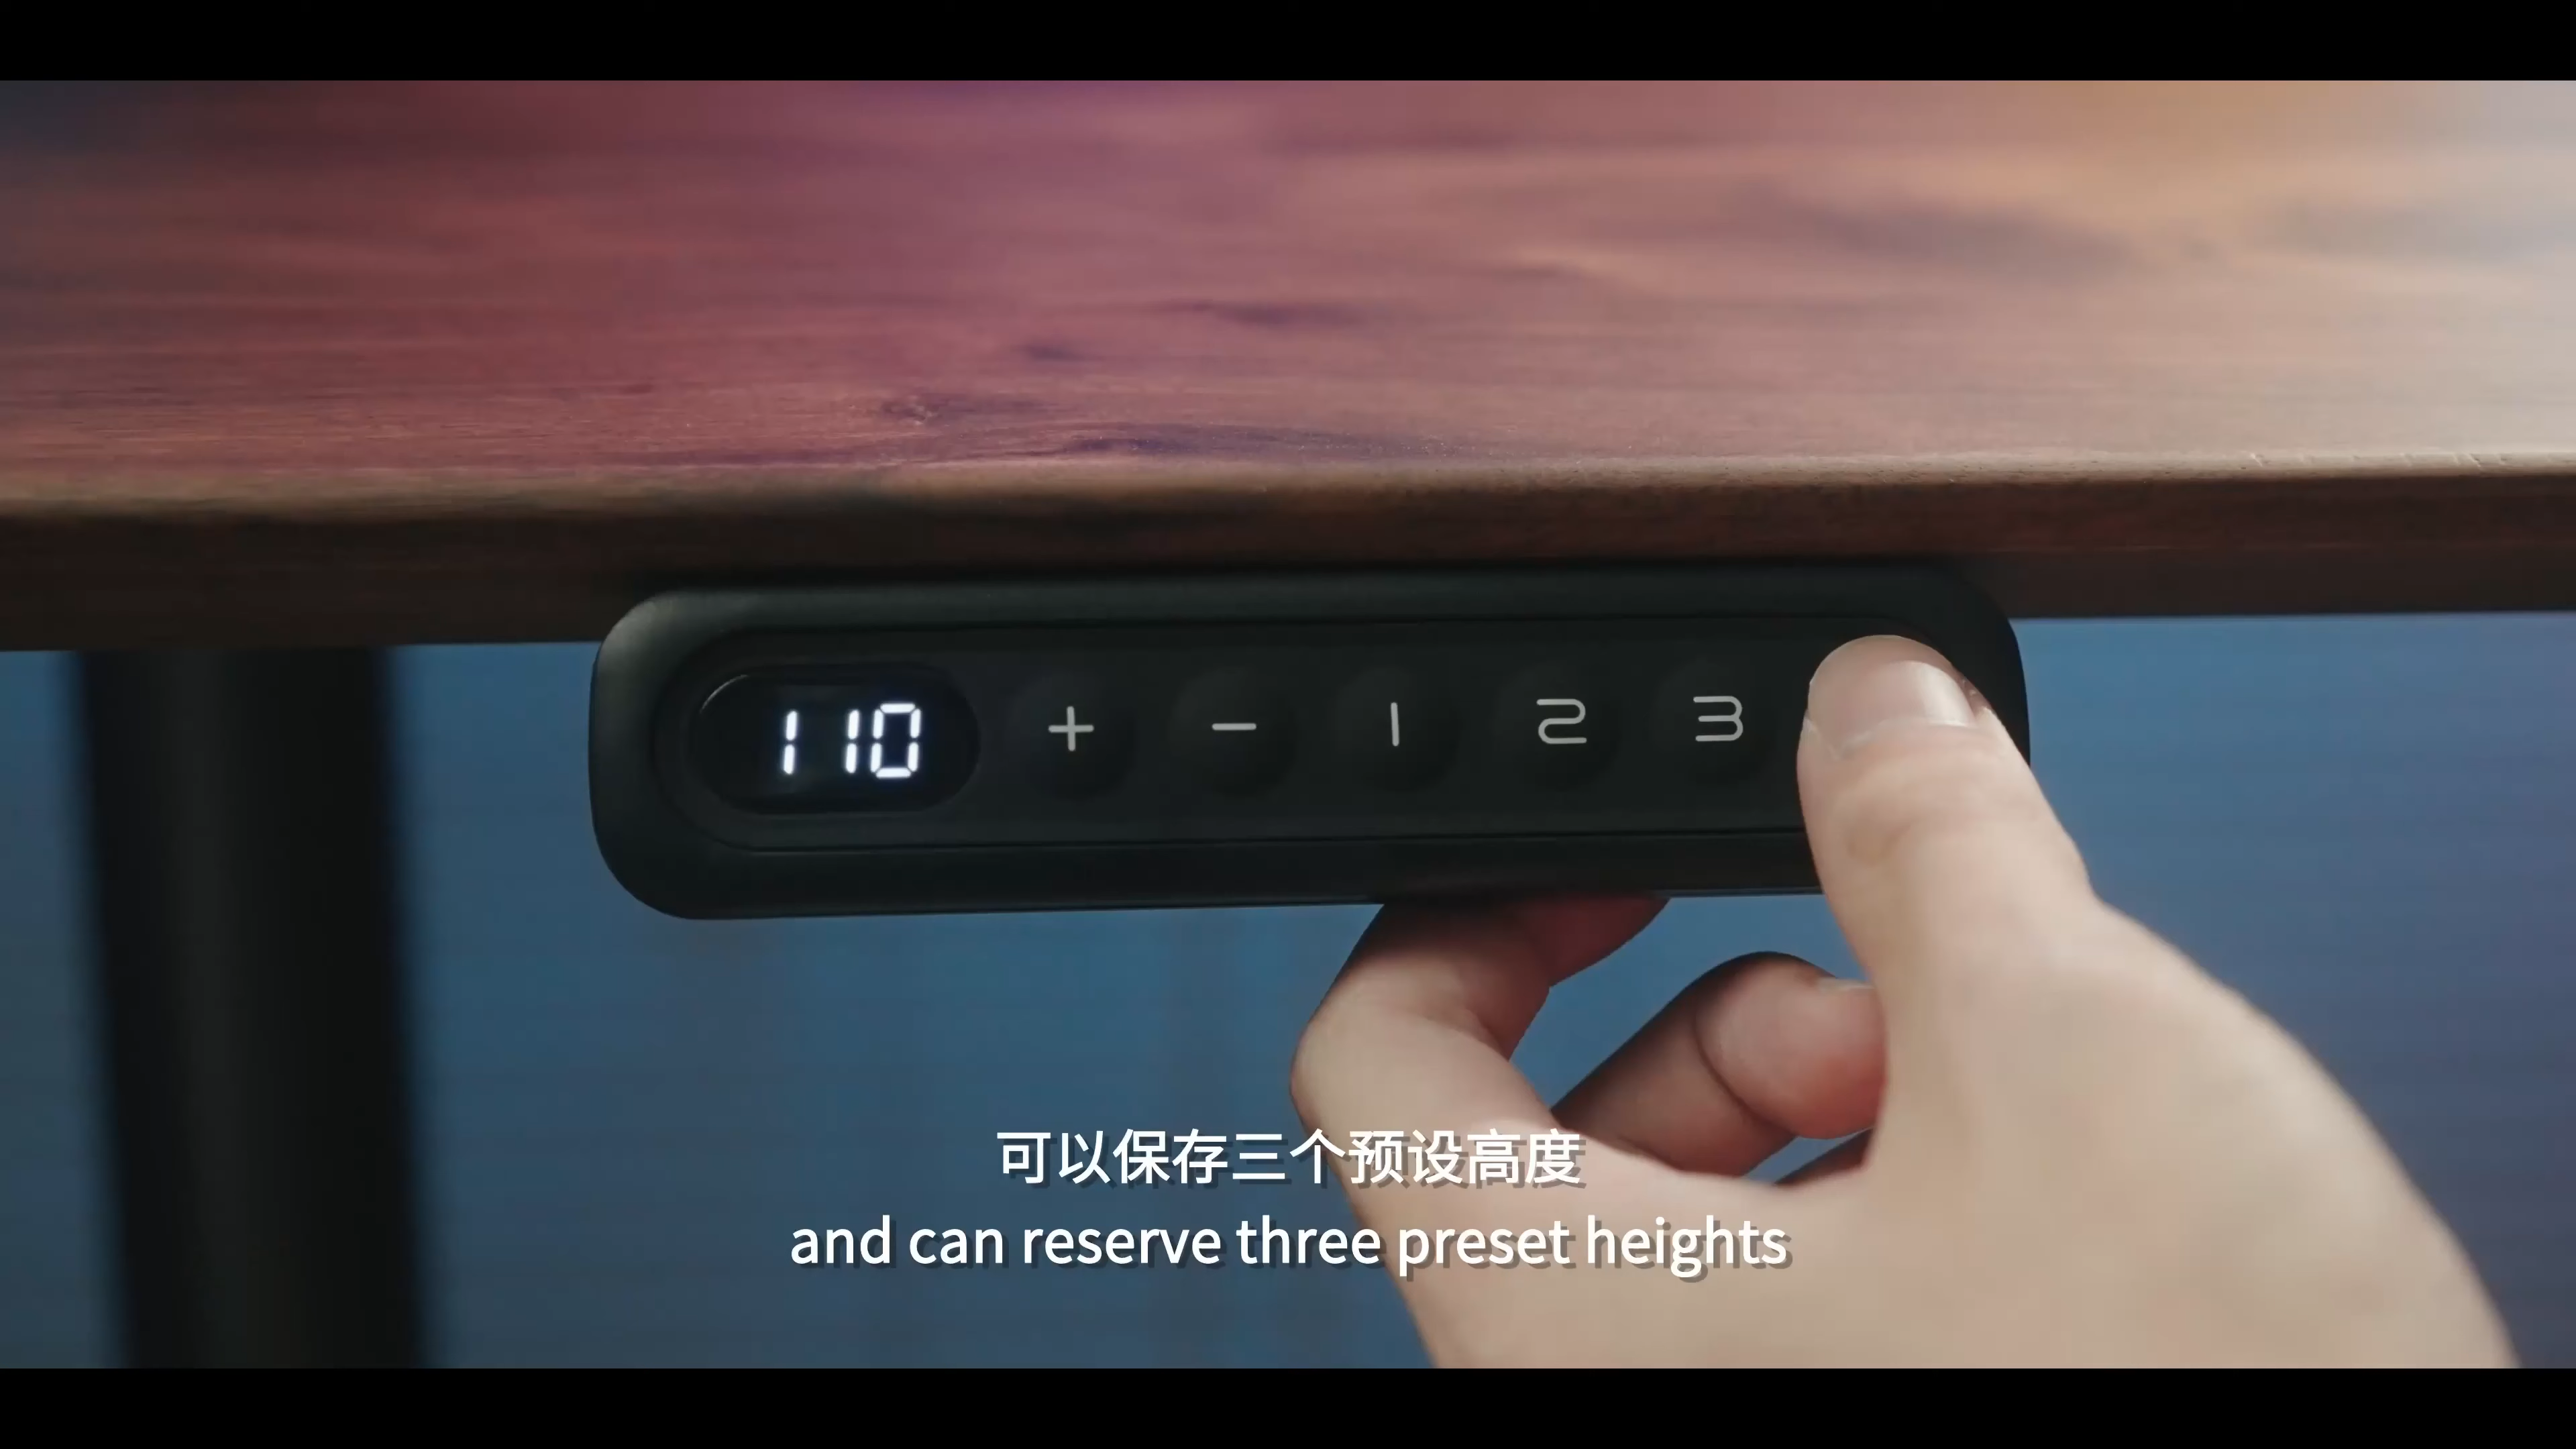 110 + − 1 2 3
可以保存三个预设高度
and can reserve three preset heights